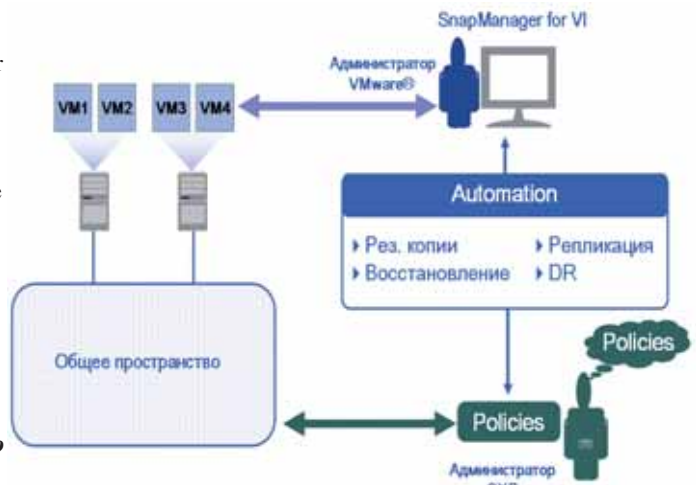 SnapManager for VI
Администратор
VMware®
VM1 VM2 VM3 VM4
Automation
Рез. копии
Репликация
Восстановление
DR
Общее пространство
Policies
Policies
Администратор